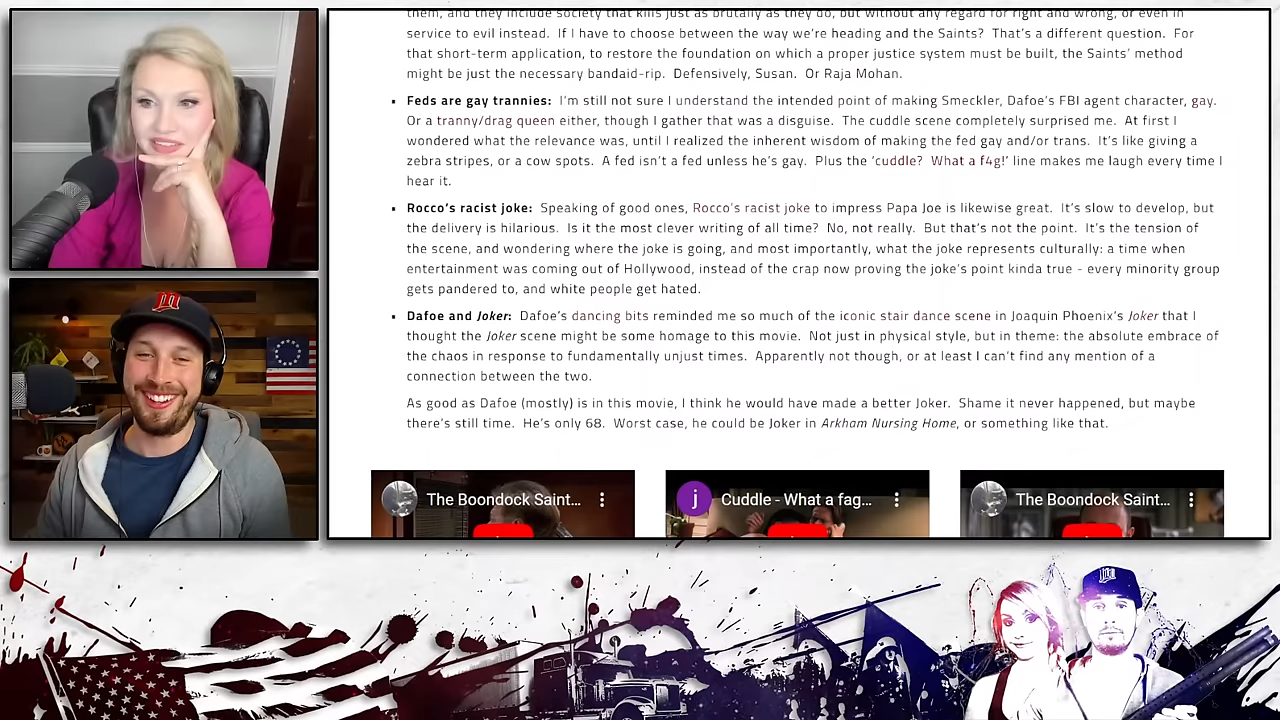 them, and they include society that kills just as brutally as they do, but without any regard for right and wrong, or even in
service to evil instead.  If I have to choose between the way we're heading and the Saints?  That's a different question.  For
that short-term application, to restore the foundation on which a proper justice system must be built, the Saints' method
might be just the necessary bandaid-rip.  Defensively, Susan.  Or Raja Mohan.
▪ Feds are gay trannies:  I'm still not sure I understand the intended point of making Smeckler, Dafoe's FBI agent character, gay.
Or a tranny/drag queen either, though I gather that was a disguise.  The cuddle scene completely surprised me.  At first I
wondered what the relevance was, until I realized the inherent wisdom of making the fed gay and/or trans.  It's like giving a
zebra stripes, or a cow spots.  A fed isn't a fed unless he's gay.  Plus the 'cuddle?  What a f4g!' line makes me laugh every time I
hear it.
▪ Rocco's racist joke:  Speaking of good ones, Rocco's racist joke to impress Papa Joe is likewise great.  It's slow to develop, but
the delivery is hilarious.  Is it the most clever writing of all time?  No, not really.  But that's not the point.  It's the tension of
the scene, and wondering where the joke is going, and most importantly, what the joke represents culturally: a time when
entertainment was coming out of Hollywood, instead of the crap now proving the joke's point kinda true - every minority group
gets pandered to, and white people get hated.
▪ Dafoe and Joker:  Dafoe's dancing bits reminded me so much of the iconic stair dance scene in Joaquin Phoenix's Joker that I
thought the Joker scene might be some homage to this movie.  Not just in physical style, but in theme: the absolute embrace of
the chaos in response to fundamentally unjust times.  Apparently not though, or at least I can't find any mention of a
connection between the two.
As good as Dafoe (mostly) is in this movie, I think he would have made a better Joker.  Shame it never happened, but maybe
there's still time.  He's only 68.  Worst case, he could be Joker in Arkham Nursing Home, or something like that.
The Boondock Saint...
j Cuddle - What a fag...
The Boondock Saint...